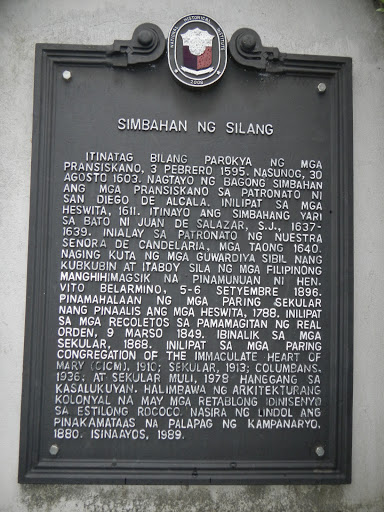 NATIONAL HISTORICAL INSTITUTE
2009
SIMBAHAN NG SILANG
ITINATAG BILANG PAROKYA NG MGA
PRANSISKANO, 3 PEBRERO 1595. NASUNOG, 30
AGOSTO 1603. NAGTAYO NG BAGONG SIMBAHAN
ANG MGA PRANSISKANO SA PATRONATO NI
SAN DIEGO DE ALCALA. INILIPAT SA MGA
HESWITA, 1611. ITINAYO ANG SIMBAHANG YARI
SA BATO NI JUAN DE SALAZAR, S.J., 1637-
1639. INIALAY SA PATRONATO NG NUESTRA
SEÑORA DE CANDELARIA, MGA TAONG 1640.
NAGING KUTA NG MGA GUWARDIYA SIBIL NANG
KUBKUBIN AT ITABOY SILA NG MGA FILIPINONG
MANGHIHIMAGSIK NA PINAMUNUAN NI HEN.
VITO BELARMINO, 5-6 SETYEMBRE 1896.
PINAMAHALAAN NG MGA PARING SEKULAR
NANG PINAALIS ANG MGA HESWITA, 1788. INILIPAT
SA MGA RECOLETOS SA PAMAMAGITAN NG REAL
ORDEN, 9 MARSO 1849. IBINALIK SA MGA
SEKULAR, 1868. INILIPAT SA MGA PARING
CONGREGATION OF THE IMMACULATE HEART OF
MARY (CICM), 1910; SEKULAR, 1913; COLUMBANS,
1936; AT SEKULAR MULI, 1978 HANGGANG SA
KASALUKUYAN. HALIMBAWA NG ARKITEKTURANG
KOLONYAL NA MAY MGA RETABLONG IDINISENYO
SA ESTILONG ROCOCO. NASIRA NG LINDOL ANG
PINAKAMATAAS NA PALAPAG NG KAMPANARYO,
1880. ISINAAYOS, 1989.